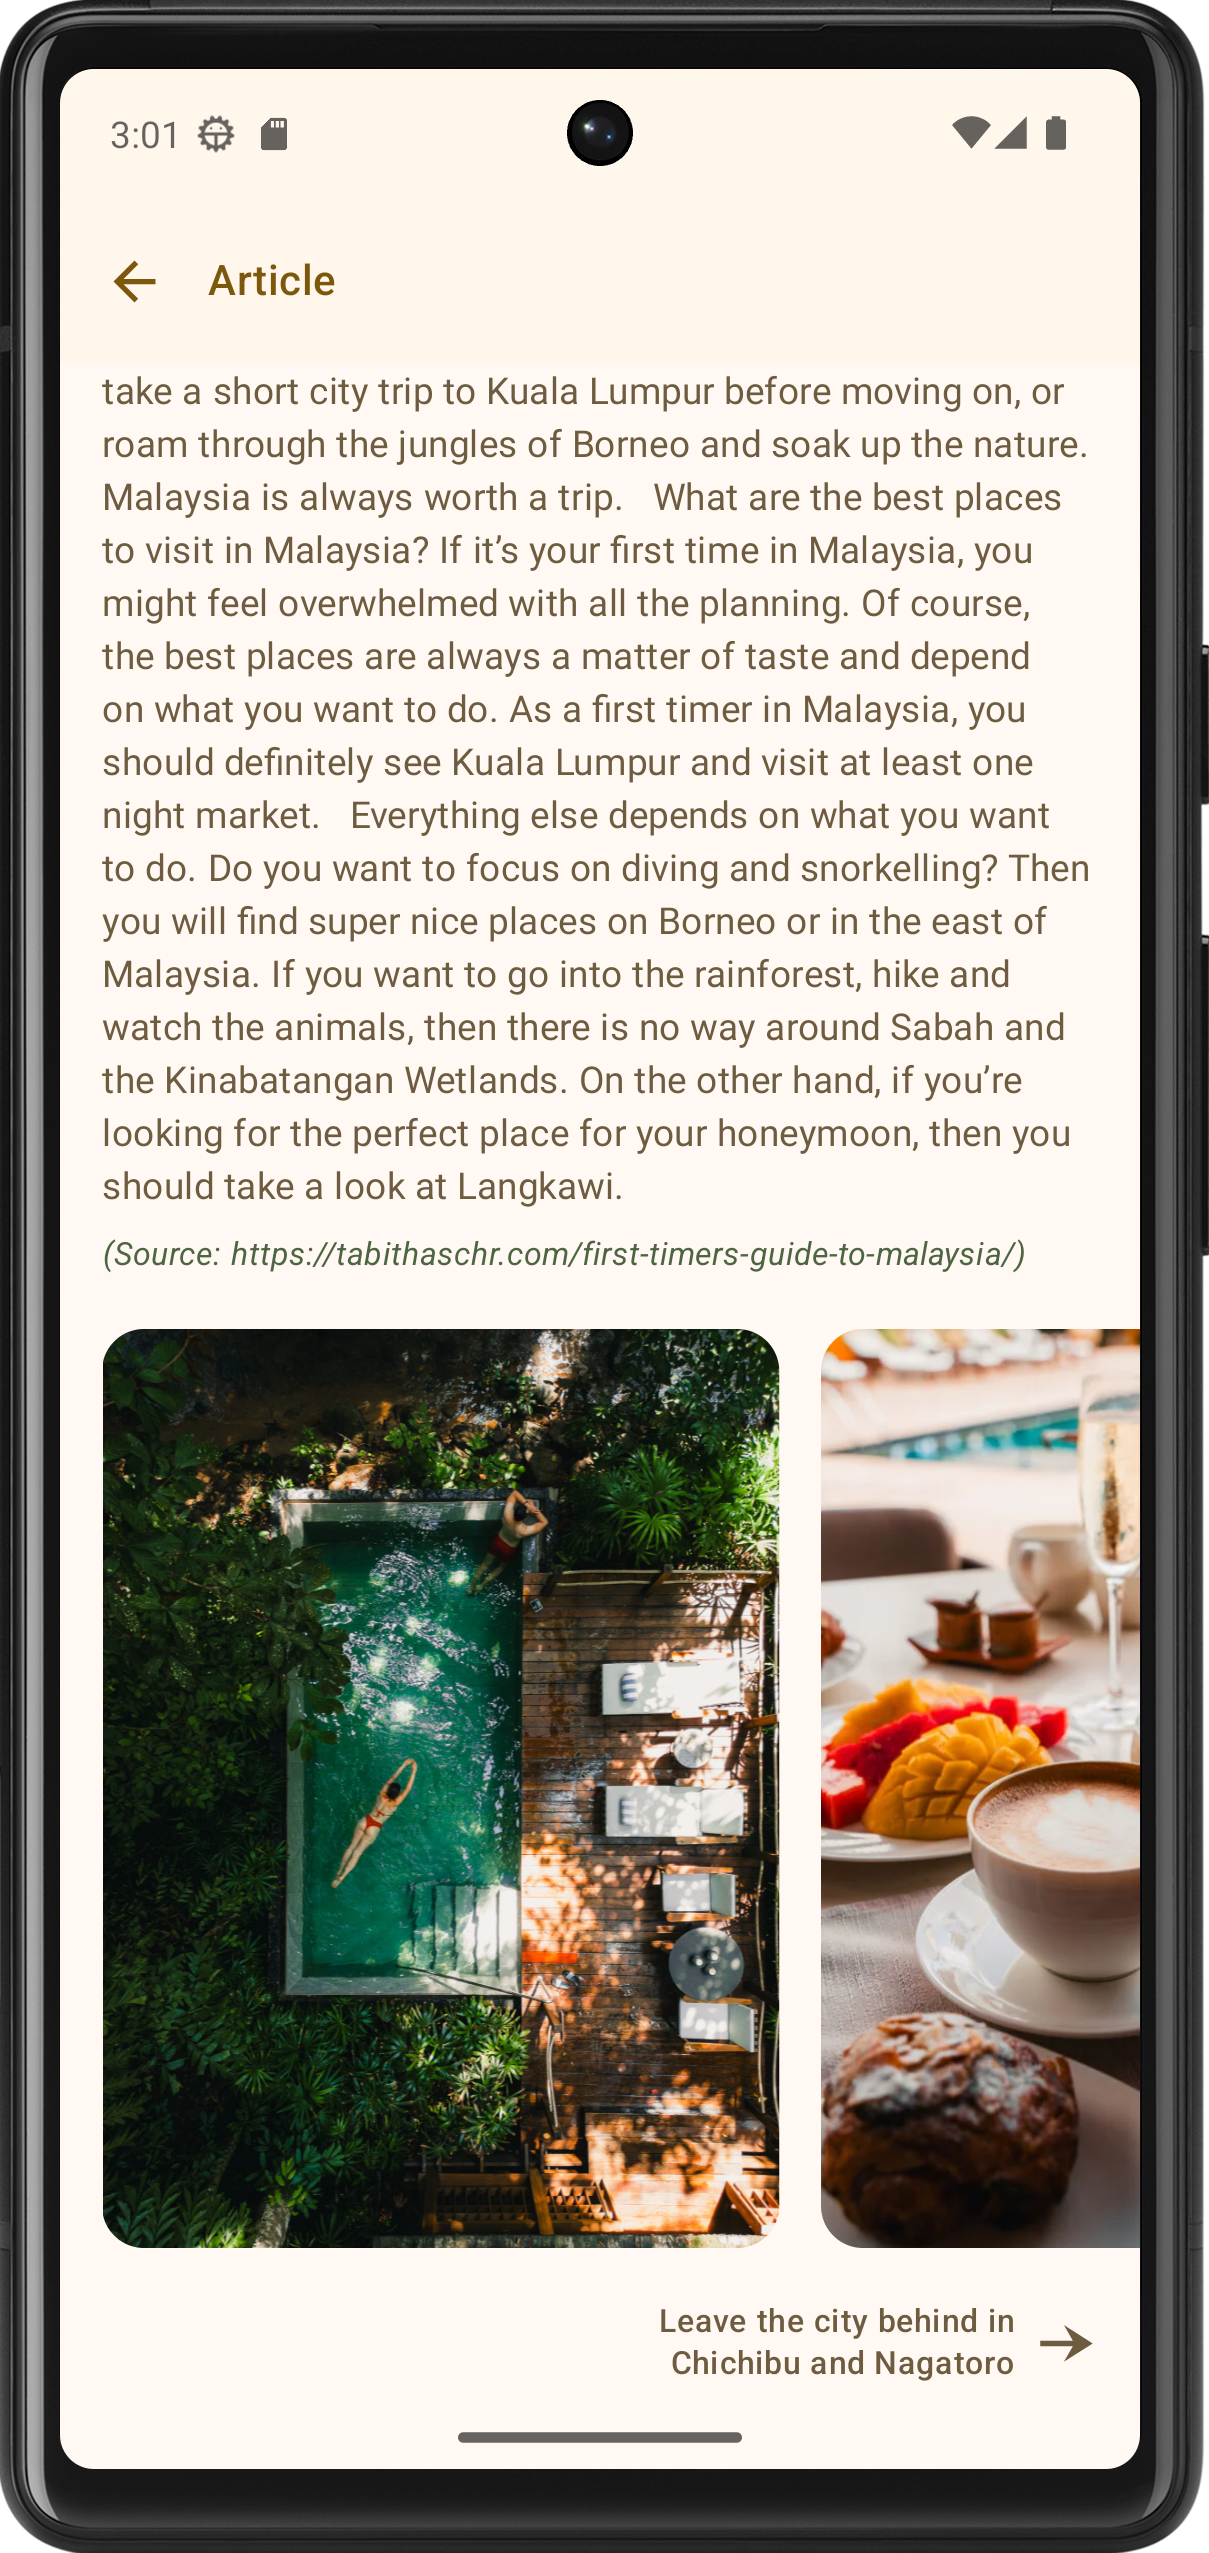 3:01
Article
take a short city trip to Kuala Lumpur before moving on, or
roam through the jungles of Borneo and soak up the nature.
Malaysia is always worth a trip.   What are the best places
to visit in Malaysia? If it’s your first time in Malaysia, you
might feel overwhelmed with all the planning. Of course,
the best places are always a matter of taste and depend
on what you want to do. As a first timer in Malaysia, you
should definitely see Kuala Lumpur and visit at least one
night market.   Everything else depends on what you want
to do. Do you want to focus on diving and snorkelling? Then
you will find super nice places on Borneo or in the east of
Malaysia. If you want to go into the rainforest, hike and
watch the animals, then there is no way around Sabah and
the Kinabatangan Wetlands. On the other hand, if you’re
looking for the perfect place for your honeymoon, then you
should take a look at Langkawi.
(Source: https://tabithaschr.com/first-timers-guide-to-malaysia/)
Leave the city behind in
Chichibu and Nagatoro